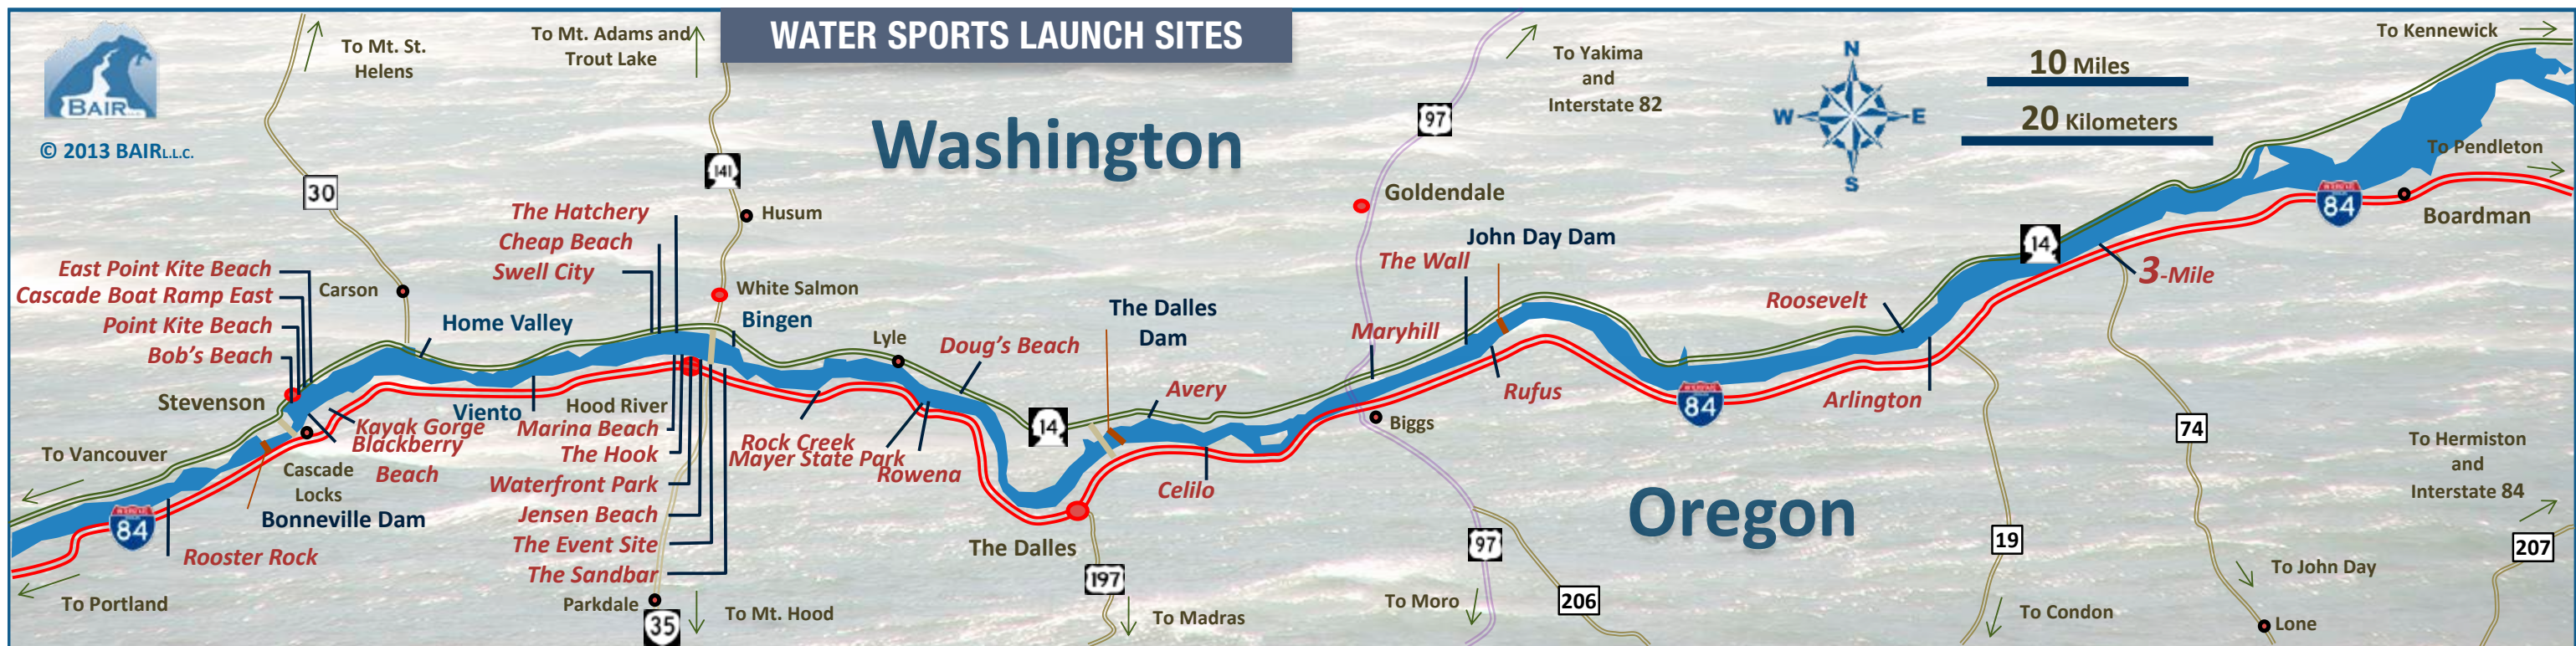 WATER SPORTS LAUNCH SITES
BAIR
© 2013 BAIRL.L.C.
To Mt. St.
Helens
To Mt. Adams and
Trout Lake
To Yakima
and
Interstate 82
N
W
E
S
10 Miles
20 Kilometers
To Kennewick
To Pendleton
Washington
97
141
30
Husum
Goldendale
John Day Dam
The Wall
14
INTERSTATE
84
Boardman
3-Mile
The Hatchery
Cheap Beach
Swell City
East Point Kite Beach
Cascade Boat Ramp East
Point Kite Beach
Bob's Beach
Carson
Home Valley
White Salmon
Bingen
The Dalles
Dam
Lyle
Doug's Beach
Maryhill
Roosevelt
Avery
Rufus
INTERSTATE
84
Arlington
Stevenson
Viento
Hood River
Kayak Gorge
Blackberry
Beach
Marina Beach
The Hook
Waterfront Park
Jensen Beach
The Event Site
The Sandbar
Rock Creek
Mayer State Park
Rowena
14
Biggs
Celilo
74
To Hermiston
and
Interstate 84
To Vancouver
Cascade
Locks
Bonneville Dam
INTERSTATE
84
Rooster Rock
To Portland
Parkdale
35
To Mt. Hood
The Dalles
197
To Madras
Oregon
97
To Moro
206
19
To Condon
207
To John Day
Lone